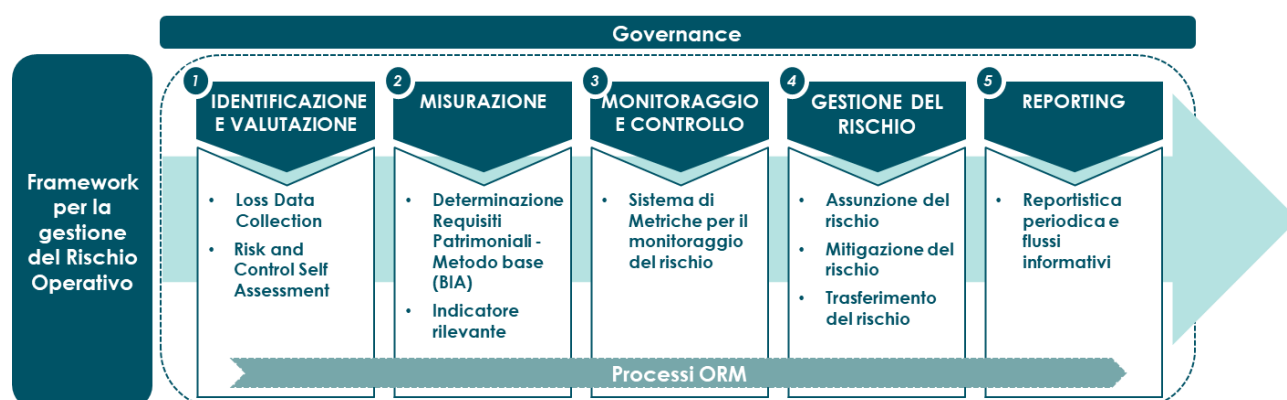 Governance
Framework
per la
gestione
del Rischio
Operativo
1
IDENTIFICAZIONE
E VALUTAZIONE
• Loss Data
Collection
• Risk and
Control Self
Assessment
2
MISURAZIONE
• Determinazione
Requisiti
Patrimoniali -
Metodo base
(BIA)
• Indicatore
rilevante
3
MONITORAGGIO
E CONTROLLO
• Sistema di
Metriche per il
monitoraggio
del rischio
4
GESTIONE DEL
RISCHIO
• Assunzione del
rischio
• Mitigazione del
rischio
• Trasferimento
del rischio
5
REPORTING
• Reportistica
periodica e
flussi
informativi
Processi ORM